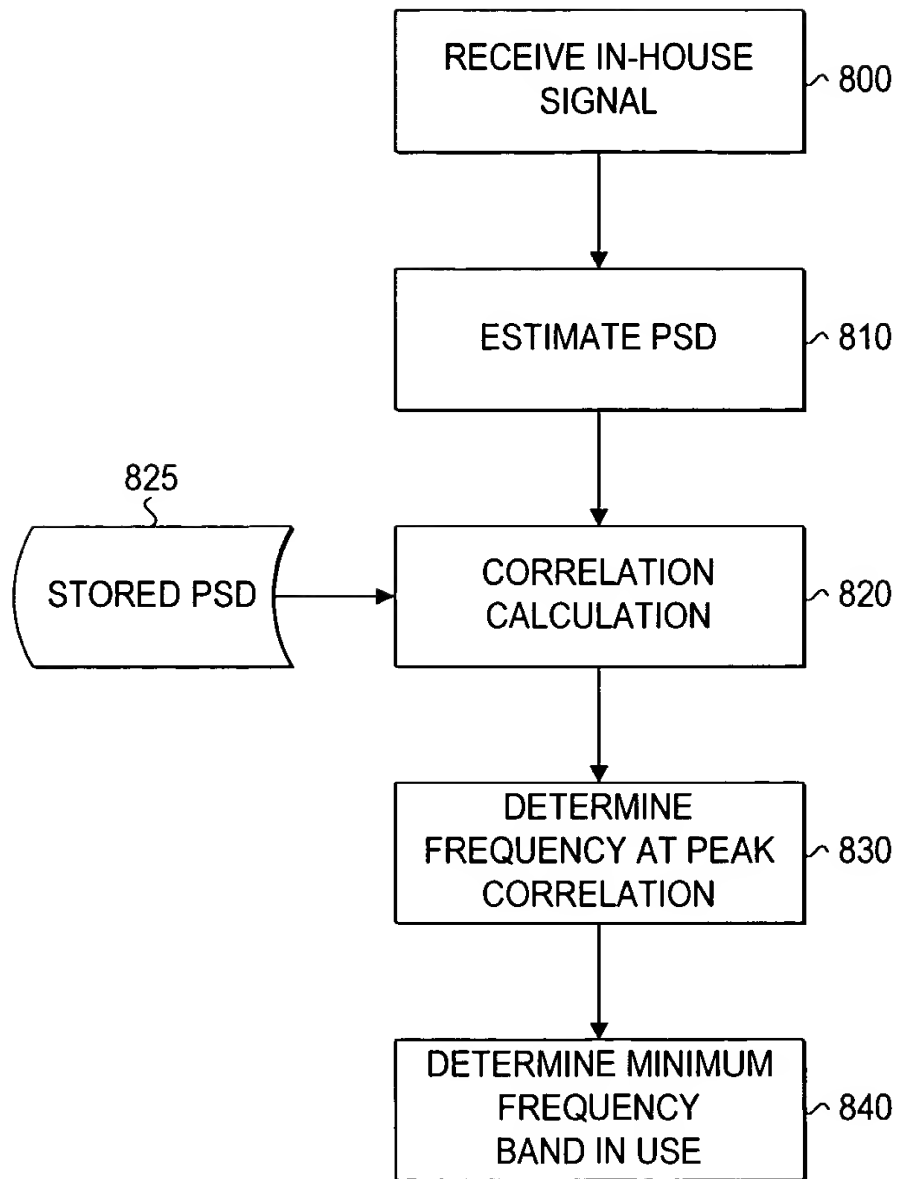 RECEIVE IN-HOUSE
SIGNAL
800
ESTIMATE PSD
810
825
STORED PSD
CORRELATION
CALCULATION
820
DETERMINE
FREQUENCY AT PEAK
CORRELATION
830
DETERMINE MINIMUM
FREQUENCY
BAND IN USE
840